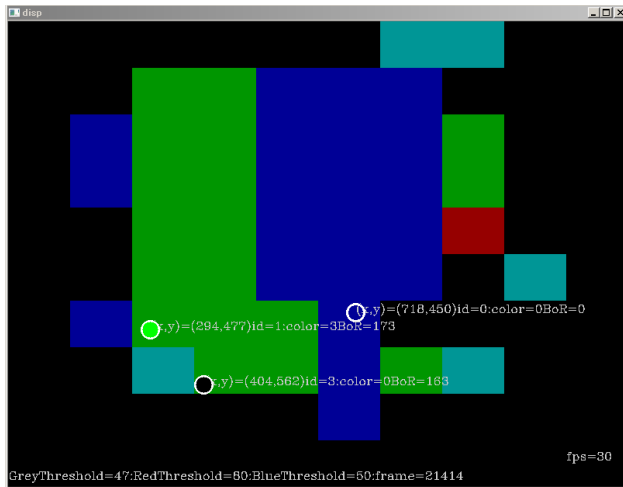 disp
(x,y)=(718,450)id=0:color=0BoR=0
x,y)=(294,477)id=1:color=3BoR=173
x,y)=(404,562)id=3:color=0BoR=163
fps=30
GreyThreshold=47:RedThreshold=60:BlueThreshold=50:frame=21414